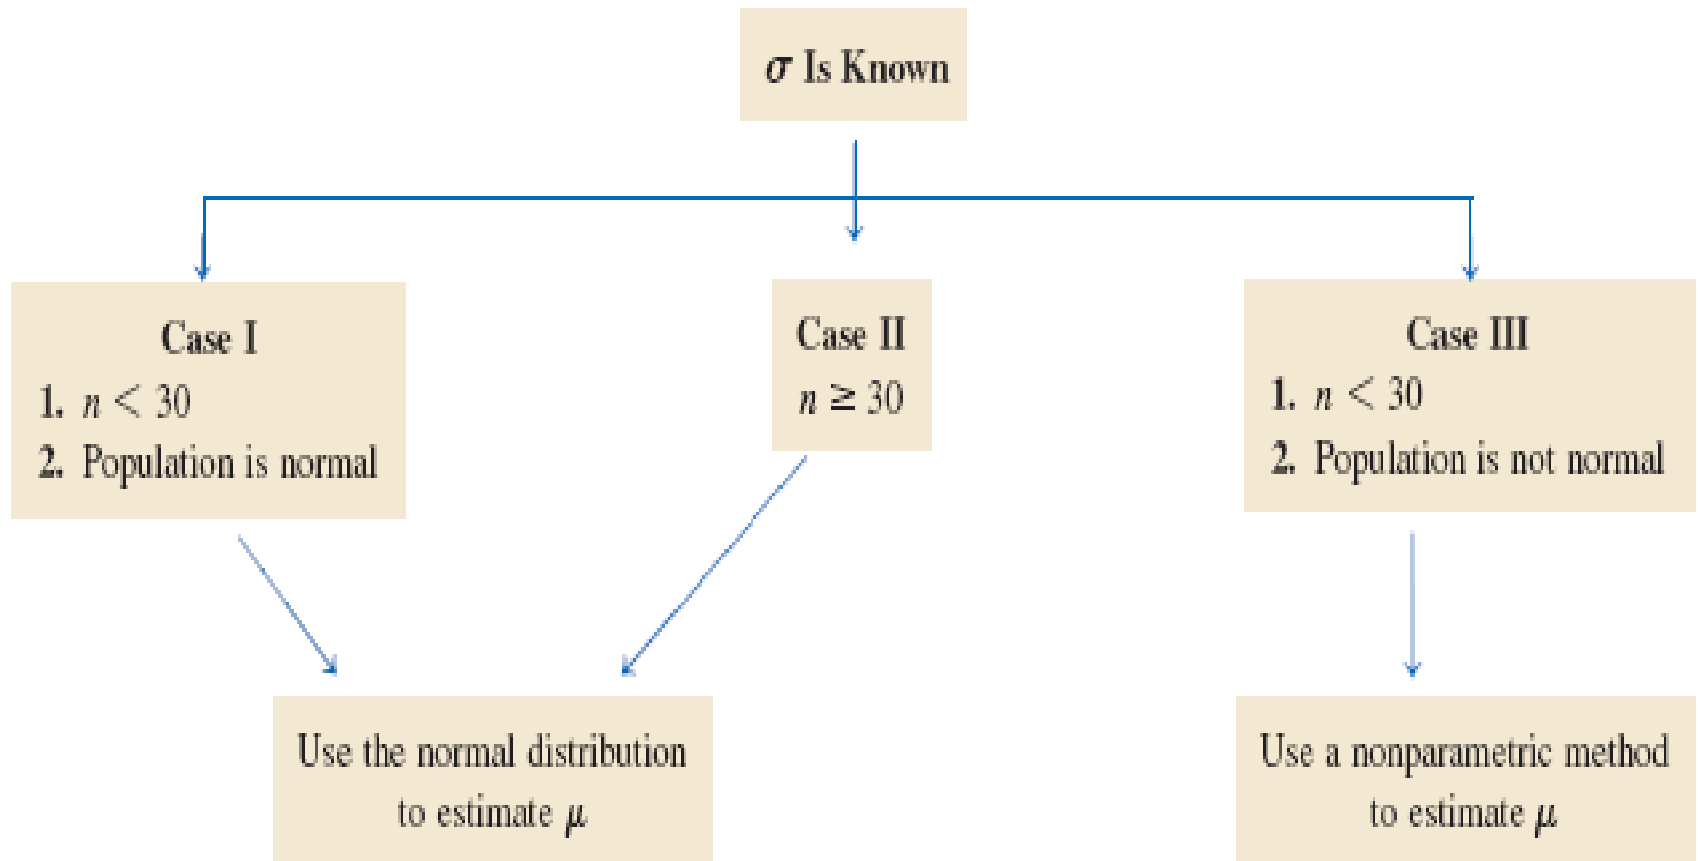 σ Is Known
Case I
1. n < 30
2. Population is normal
Case II
n ≥ 30
Case III
1. n < 30
2. Population is not normal
Use the normal distribution
to estimate μ
Use a nonparametric method
to estimate μ